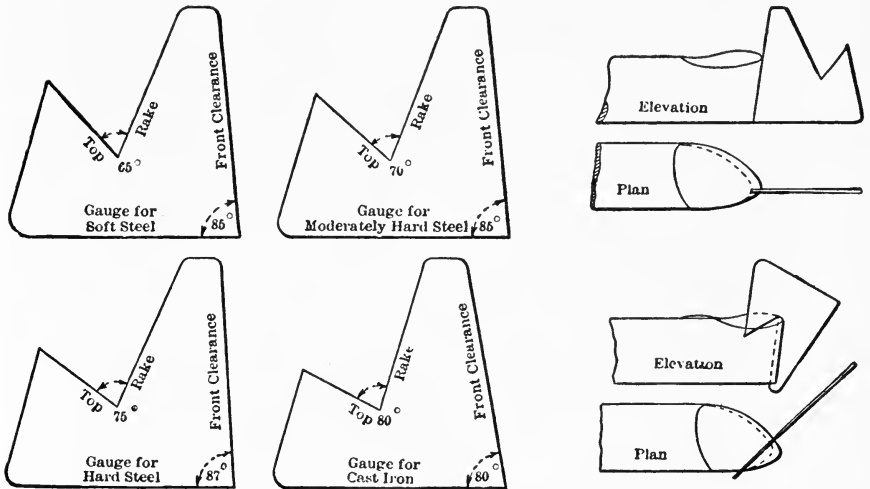 Top Rake
65°
Front Clearance
Gauge for
Soft Steel
85°
Top Rake
70°
Front Clearance
Gauge for
Moderately Hard Steel
85°
Elevation
Plan
Top Rake
75°
Front Clearance
Gauge for
Hard Steel
87°
Top Rake
80°
Front Clearance
Gauge for
Cast Iron
80°
Elevation
Plan